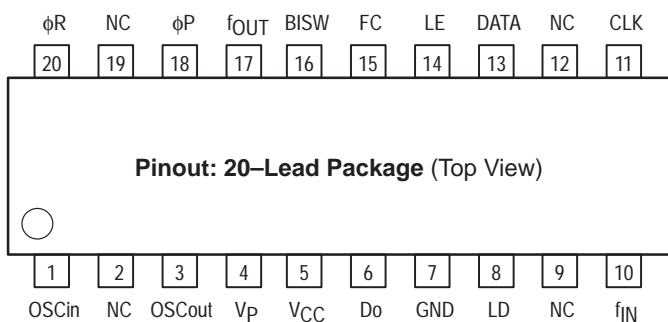 φR NC φP fOUT BISW FC LE DATA NC CLK
20 19 18 17 16 15 14 13 12 11
Pinout: 20–Lead Package (Top View)
1 2 3 4 5 6 7 8 9 10
OSCin NC OSCout VP VCC Do GND LD NC fIN